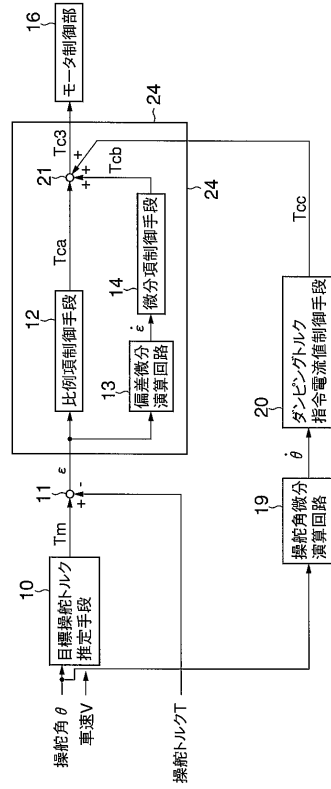 操舵角 θ
車速V
操舵トルクT
10
目標操舵トルク
推定手段
Tm
11
+
-
ε
12
比例項制御手段
Tca
13
偏差微分
演算回路
ε̇
14
微分項制御手段
Tcb
21
+
+
+
Tc3
24
24
16
モータ制御部
19
操舵角微分
演算回路
θ̇
20
ダンピングトルク
指令電流値制御手段
Tcc